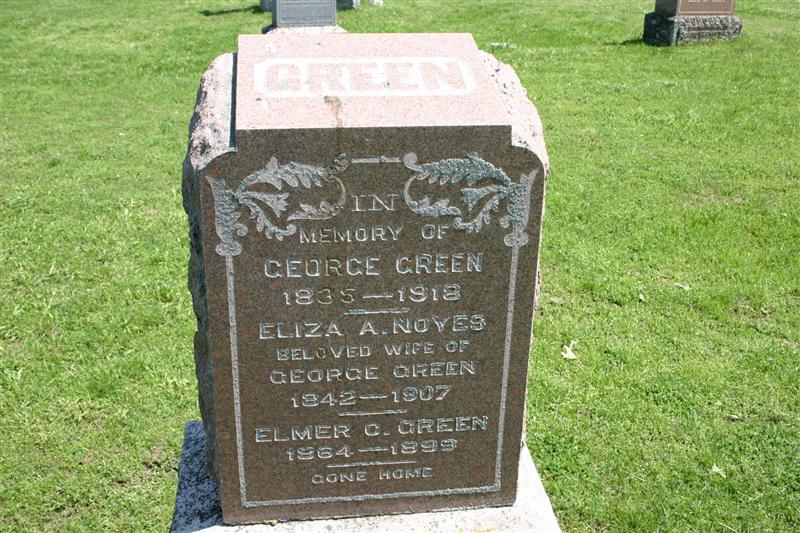 GREEN
IN
MEMORY OF
GEORGE GREEN
1835 — 1918
ELIZA A. NOYES
BELOVED WIFE OF
GEORGE GREEN
1842 — 1907
ELMER G. GREEN
1864 — 1899
GONE HOME